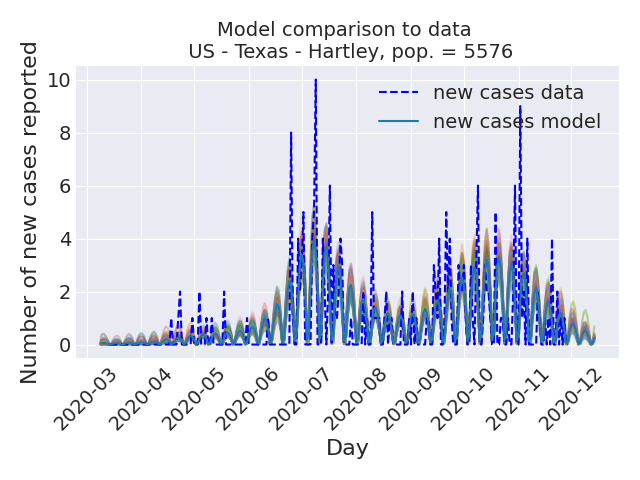 Model comparison to data
US - Texas - Hartley, pop. = 5576
Number of new cases reported
10
8
6
4
2
0
new cases data
new cases model
2020-03
2020-04
2020-05
2020-06
2020-07
2020-08
2020-09
2020-10
2020-11
2020-12
Day